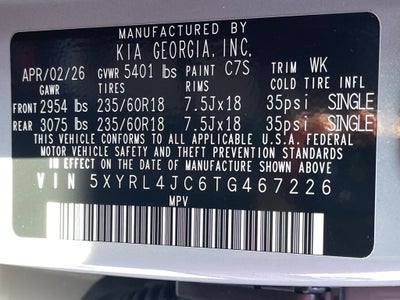 MANUFACTURED BY
KIA GEORGIA, INC.
APR/02/26 GVWR 5401 lbs PAINT C7S TRIM WK
GAWR TIRES RIMS COLD TIRE INFL
FRONT 2954 lbs 235/60R18 7.5Jx18 35psi SINGLE
REAR 3075 lbs 235/60R18 7.5Jx18 35psi SINGLE
THIS VEHICLE CONFORMS TO ALL APPLICABLE U.S.A. FEDERAL
MOTOR VEHICLE SAFETY AND THEFT PREVENTION STANDARDS
IN EFFECT ON THE DATE OF MANUFACTURE SHOWN ABOVE
VIN 5XYRL4JC6TG467226
MPV